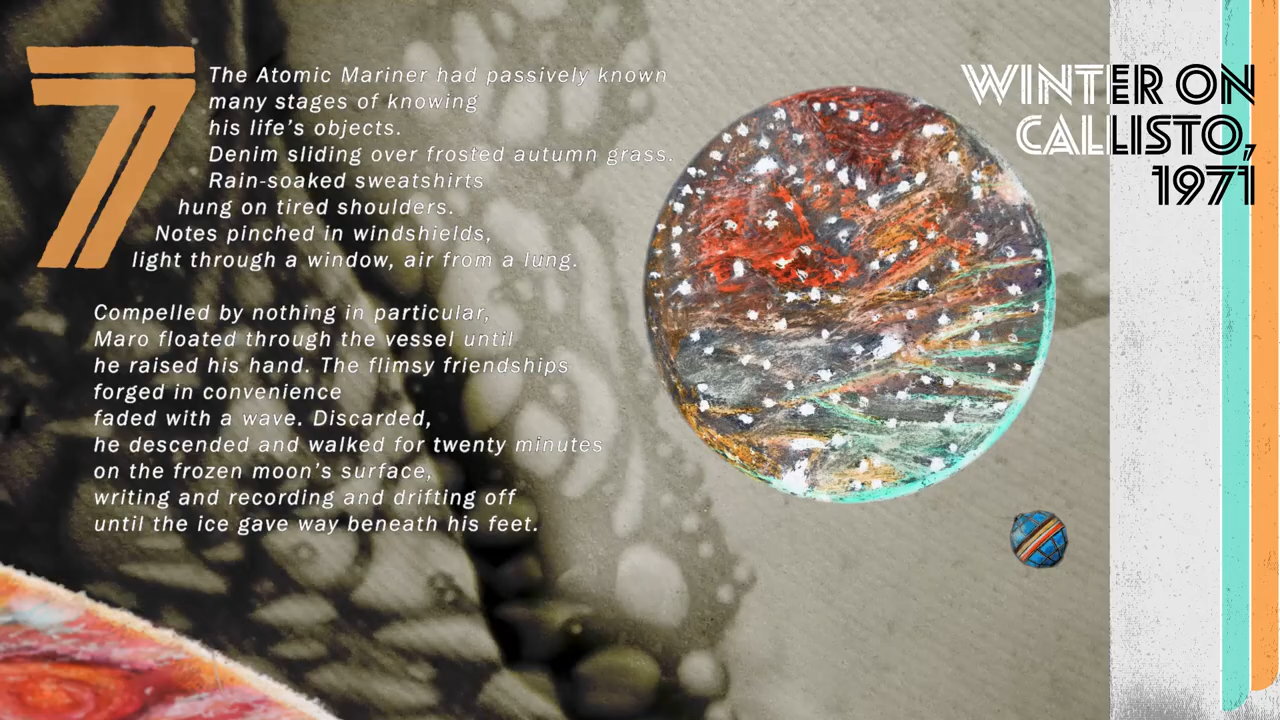 7
The Atomic Mariner had passively known
many stages of knowing
his life's objects.
Denim sliding over frosted autumn grass.
Rain-soaked sweatshirts
hung on tired shoulders.
Notes pinched in windshields,
light through a window, air from a lung.
Compelled by nothing in particular,
Maro floated through the vessel until
he raised his hand. The flimsy friendships
forged in convenience
faded with a wave. Discarded,
he descended and walked for twenty minutes
on the frozen moon's surface,
writing and recording and drifting off
until the ice gave way beneath his feet.
WINTER ON
CALLISTO,
1971